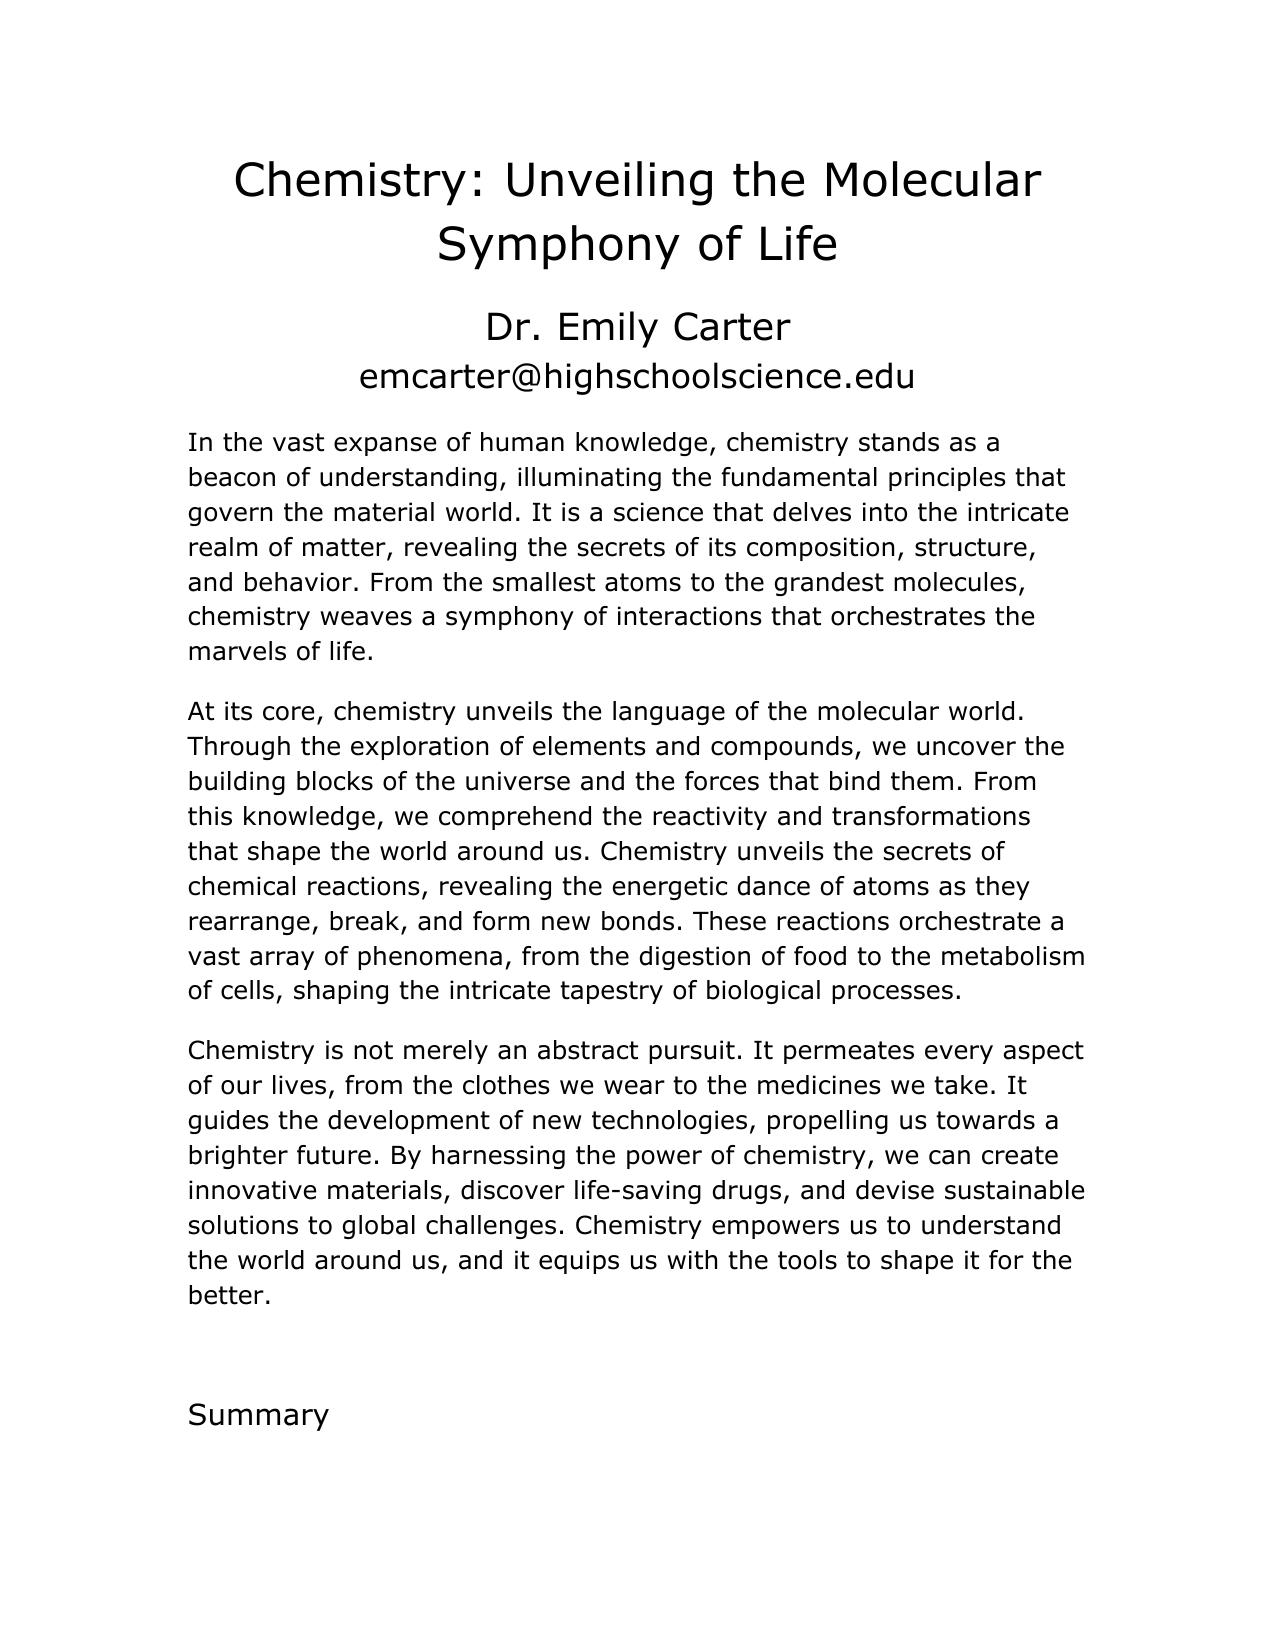 Chemistry: Unveiling the Molecular
Symphony of Life
Dr. Emily Carter
emcarter@highschoolscience.edu
In the vast expanse of human knowledge, chemistry stands as a
beacon of understanding, illuminating the fundamental principles that
govern the material world. It is a science that delves into the intricate
realm of matter, revealing the secrets of its composition, structure,
and behavior. From the smallest atoms to the grandest molecules,
chemistry weaves a symphony of interactions that orchestrates the
marvels of life.
At its core, chemistry unveils the language of the molecular world.
Through the exploration of elements and compounds, we uncover the
building blocks of the universe and the forces that bind them. From
this knowledge, we comprehend the reactivity and transformations
that shape the world around us. Chemistry unveils the secrets of
chemical reactions, revealing the energetic dance of atoms as they
rearrange, break, and form new bonds. These reactions orchestrate a
vast array of phenomena, from the digestion of food to the metabolism
of cells, shaping the intricate tapestry of biological processes.
Chemistry is not merely an abstract pursuit. It permeates every aspect
of our lives, from the clothes we wear to the medicines we take. It
guides the development of new technologies, propelling us towards a
brighter future. By harnessing the power of chemistry, we can create
innovative materials, discover life-saving drugs, and devise sustainable
solutions to global challenges. Chemistry empowers us to understand
the world around us, and it equips us with the tools to shape it for the
better.
Summary